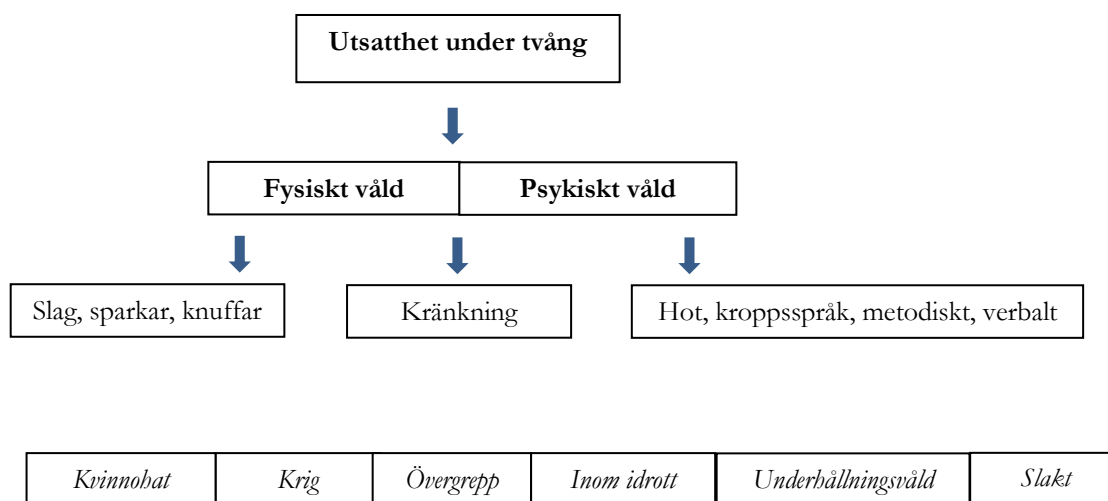 Utsatthet under tvång
Fysiskt våld
Psykiskt våld
Slag, sparkar, knuffar
Kränkning
Hot, kroppsspråk, metodiskt, verbalt
Kvinnohat
Krig
Övergrepp
Inom idrott
Underhållningsvåld
Slakt